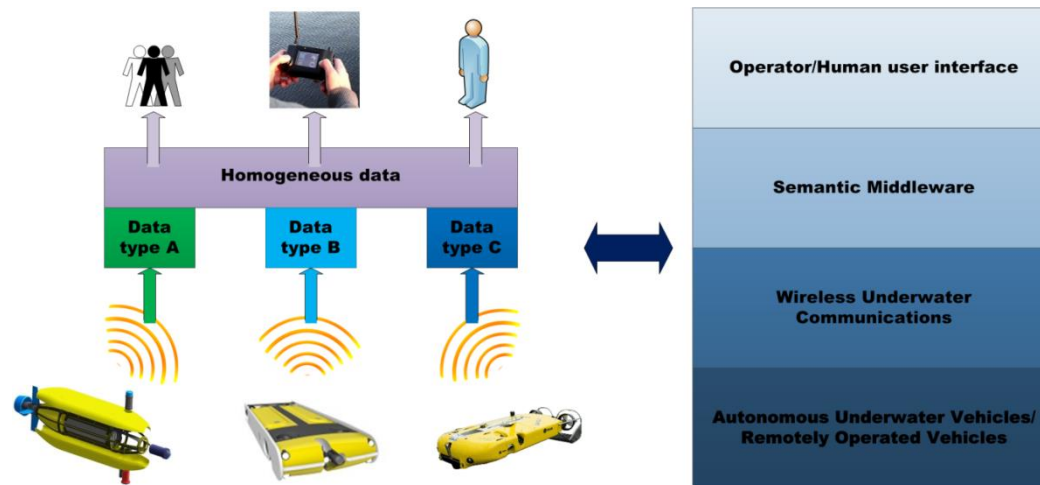 Homogeneous data
Data
type A
Data
type B
Data
type C
Operator/Human user interface
Semantic Middleware
Wireless Underwater
Communications
Autonomous Underwater Vehicles/
Remotely Operated Vehicles